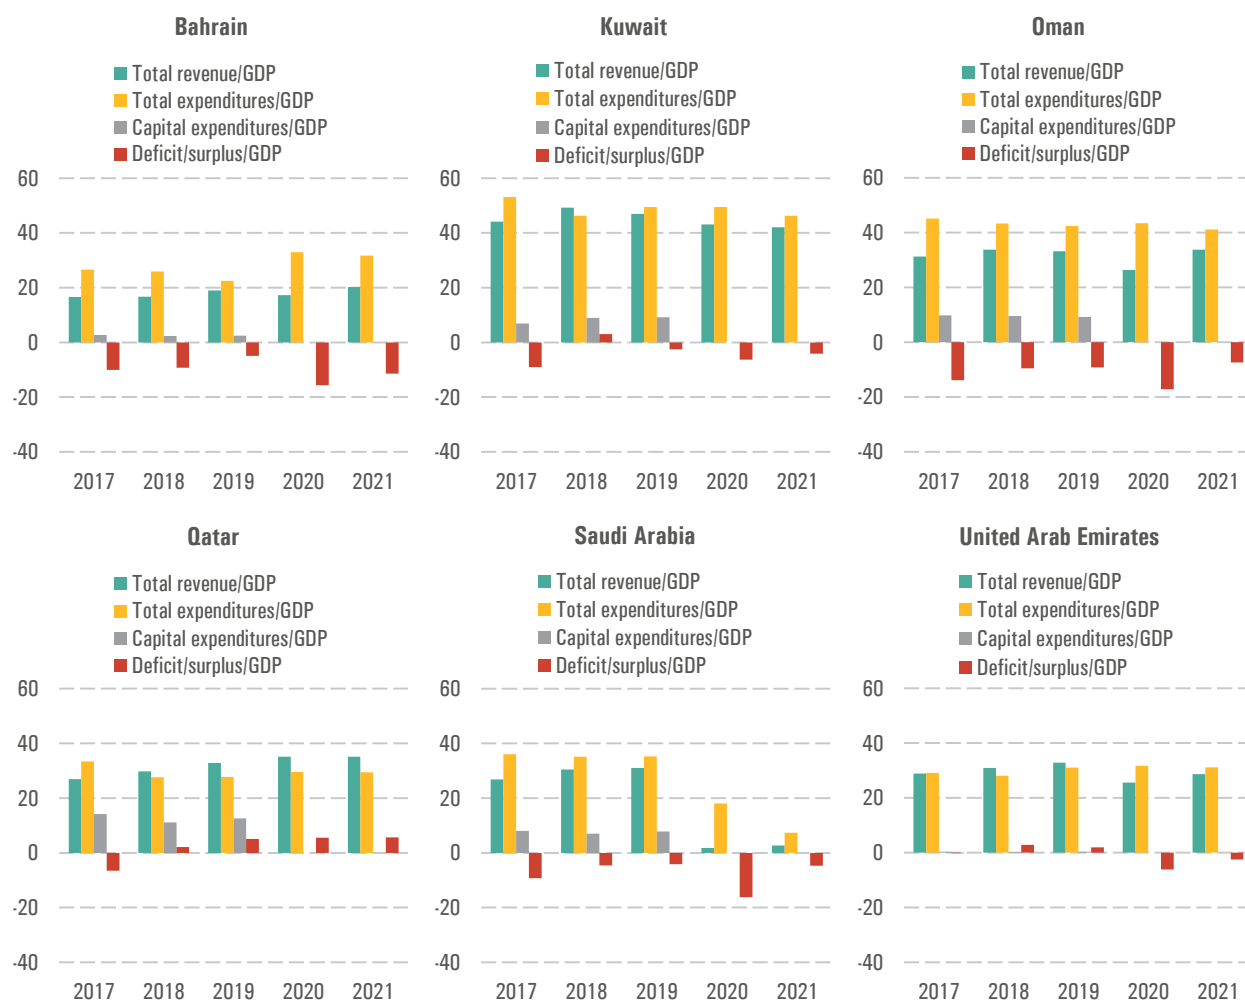 Bahrain
Total revenue/GDP
Total expenditures/GDP
Capital expenditures/GDP
Deficit/surplus/GDP
60
40
20
0
-20
-40
2017 2018 2019 2020 2021
Kuwait
Total revenue/GDP
Total expenditures/GDP
Capital expenditures/GDP
Deficit/surplus/GDP
60
40
20
0
-20
-40
2017 2018 2019 2020 2021
Oman
Total revenue/GDP
Total expenditures/GDP
Capital expenditures/GDP
Deficit/surplus/GDP
60
40
20
0
-20
-40
2017 2018 2019 2020 2021
Qatar
Total revenue/GDP
Total expenditures/GDP
Capital expenditures/GDP
Deficit/surplus/GDP
60
40
20
0
-20
-40
2017 2018 2019 2020 2021
Saudi Arabia
Total revenue/GDP
Total expenditures/GDP
Capital expenditures/GDP
Deficit/surplus/GDP
60
40
20
0
-20
-40
2017 2018 2019 2020 2021
United Arab Emirates
Total revenue/GDP
Total expenditures/GDP
Capital expenditures/GDP
Deficit/surplus/GDP
60
40
20
0
-20
-40
2017 2018 2019 2020 2021